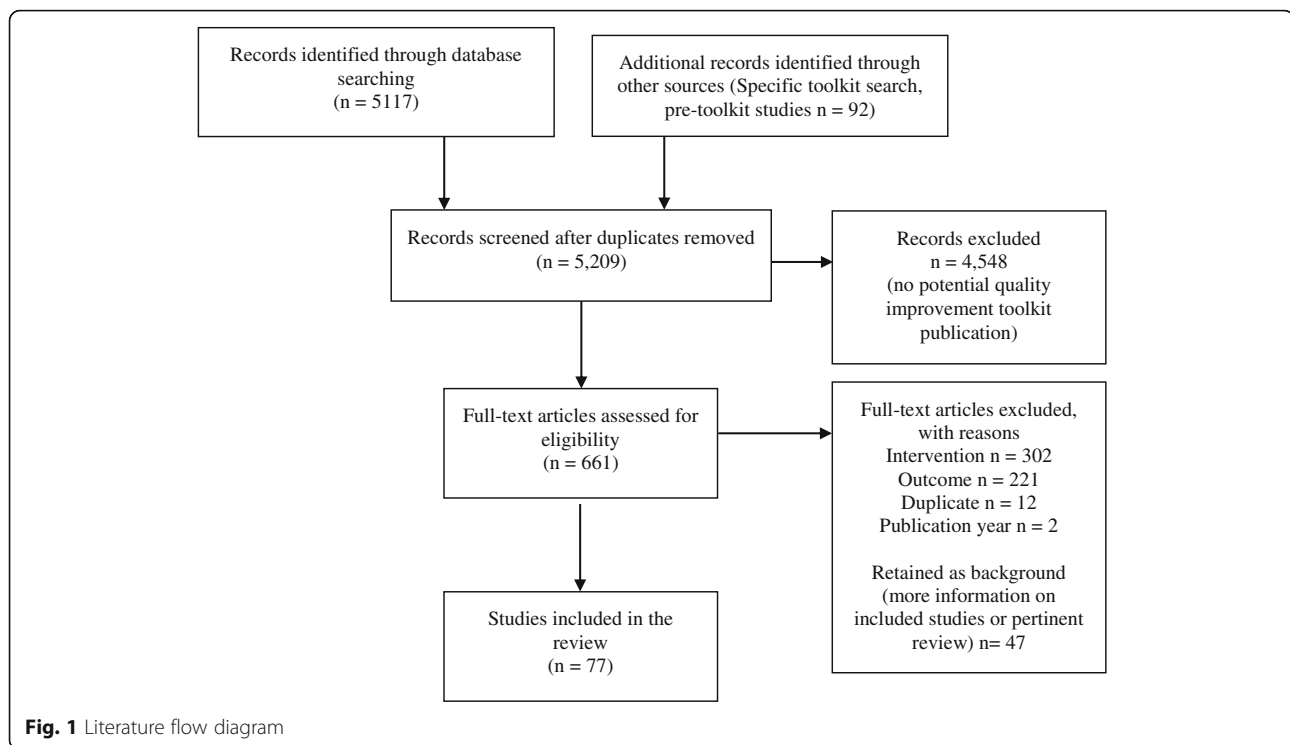 Records identified through database
searching
(n = 5117)
Additional records identified through
other sources (Specific toolkit search,
pre-toolkit studies n = 92)
Records screened after duplicates removed
(n = 5,209)
Records excluded
n = 4,548
(no potential quality
improvement toolkit
publication)
Full-text articles assessed for
eligibility
(n = 661)
Full-text articles excluded,
with reasons
Intervention n = 302
Outcome n = 221
Duplicate n = 12
Publication year n = 2
Retained as background
(more information on
included studies or pertinent
review) n= 47
Studies included in the
review
(n = 77)
Fig. 1 Literature flow diagram